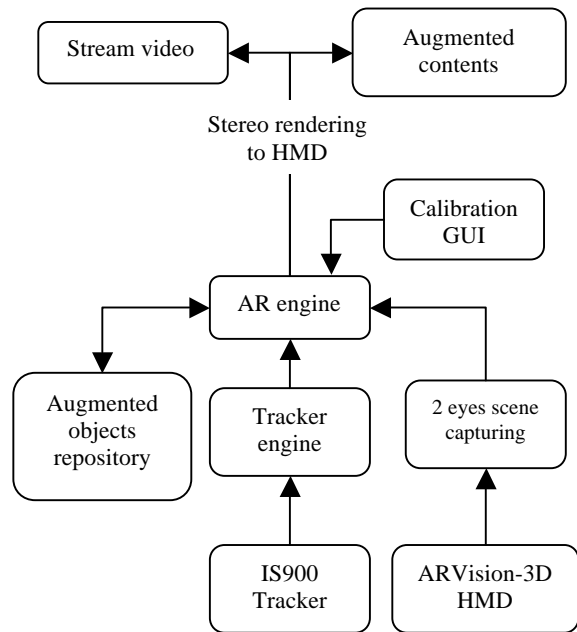 Stream video
Augmented
contents
Stereo rendering
to HMD
Calibration
GUI
AR engine
Augmented
objects
repository
Tracker
engine
2 eyes scene
capturing
IS900
Tracker
ARVision-3D
HMD